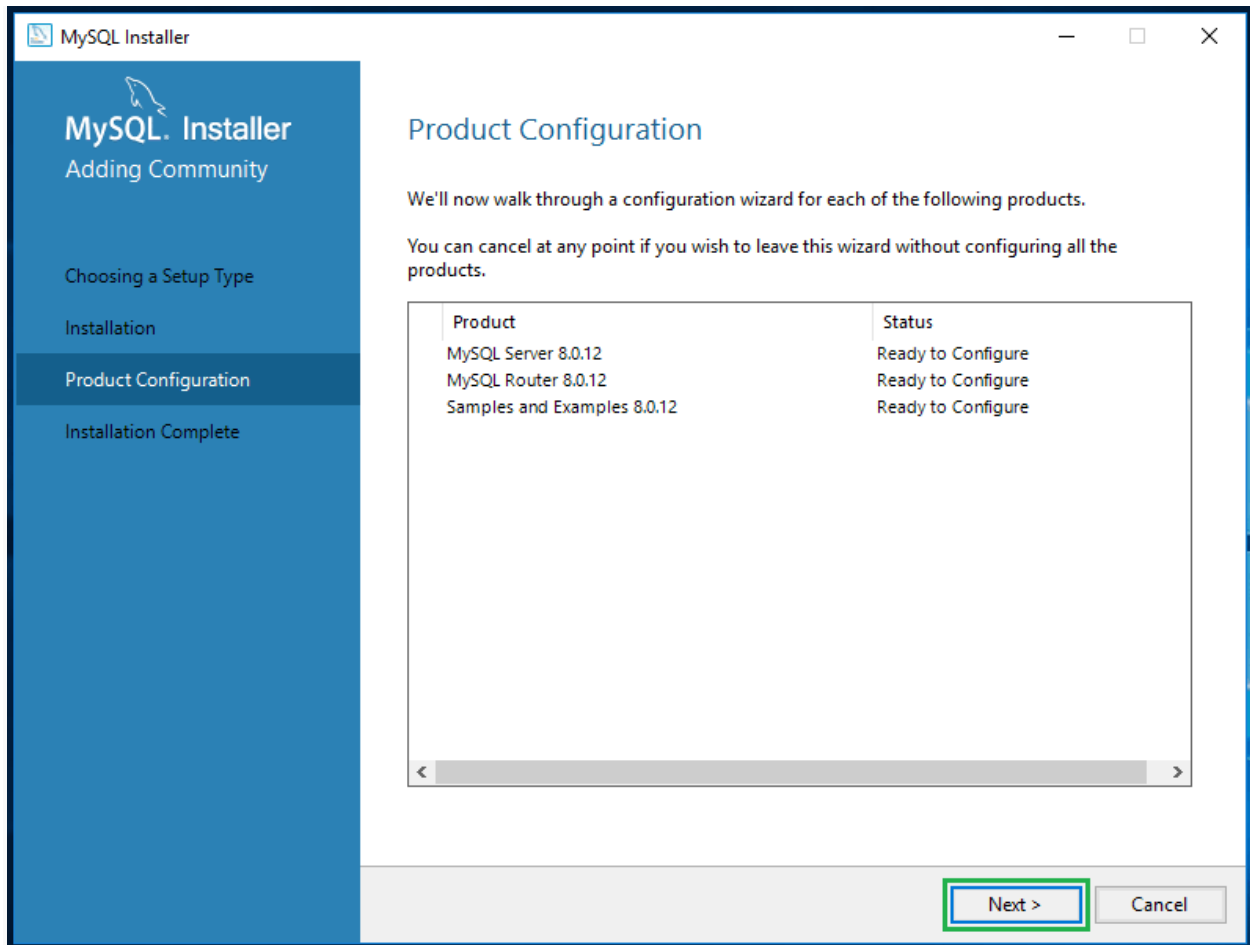 MySQL Installer
MySQL. Installer
Adding Community
Choosing a Setup Type
Installation
Product Configuration
Installation Complete
Product Configuration
We'll now walk through a configuration wizard for each of the following products.
You can cancel at any point if you wish to leave this wizard without configuring all the
products.
Product Status
MySQL Server 8.0.12 Ready to Configure
MySQL Router 8.0.12 Ready to Configure
Samples and Examples 8.0.12 Ready to Configure
Next > Cancel